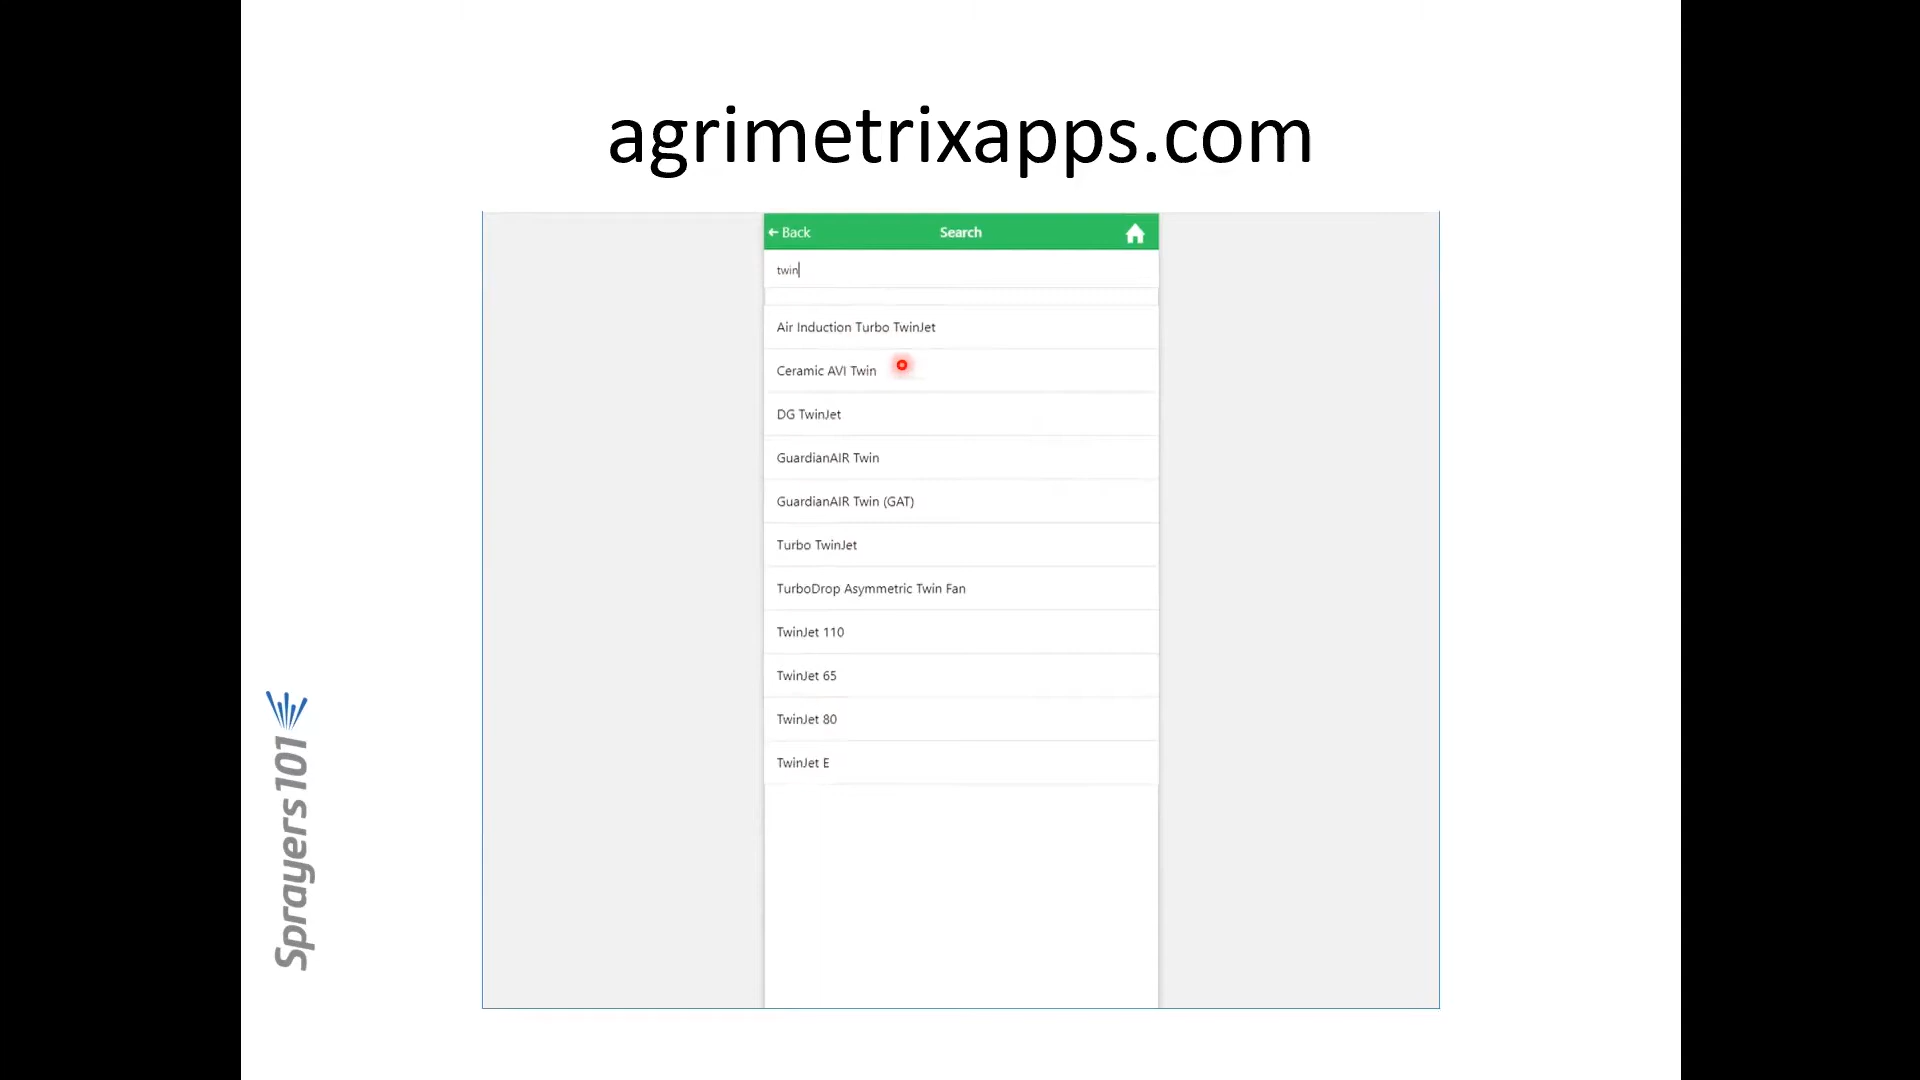 agrimetrixapps.com
← Back
Search
twin
Air Induction Turbo TwinJet
Ceramic AVI Twin
DG TwinJet
GuardianAIR Twin
GuardianAIR Twin (GAT)
Turbo TwinJet
TurboDrop Asymmetric Twin Fan
TwinJet 110
TwinJet 65
TwinJet 80
TwinJet E
Sprayers101